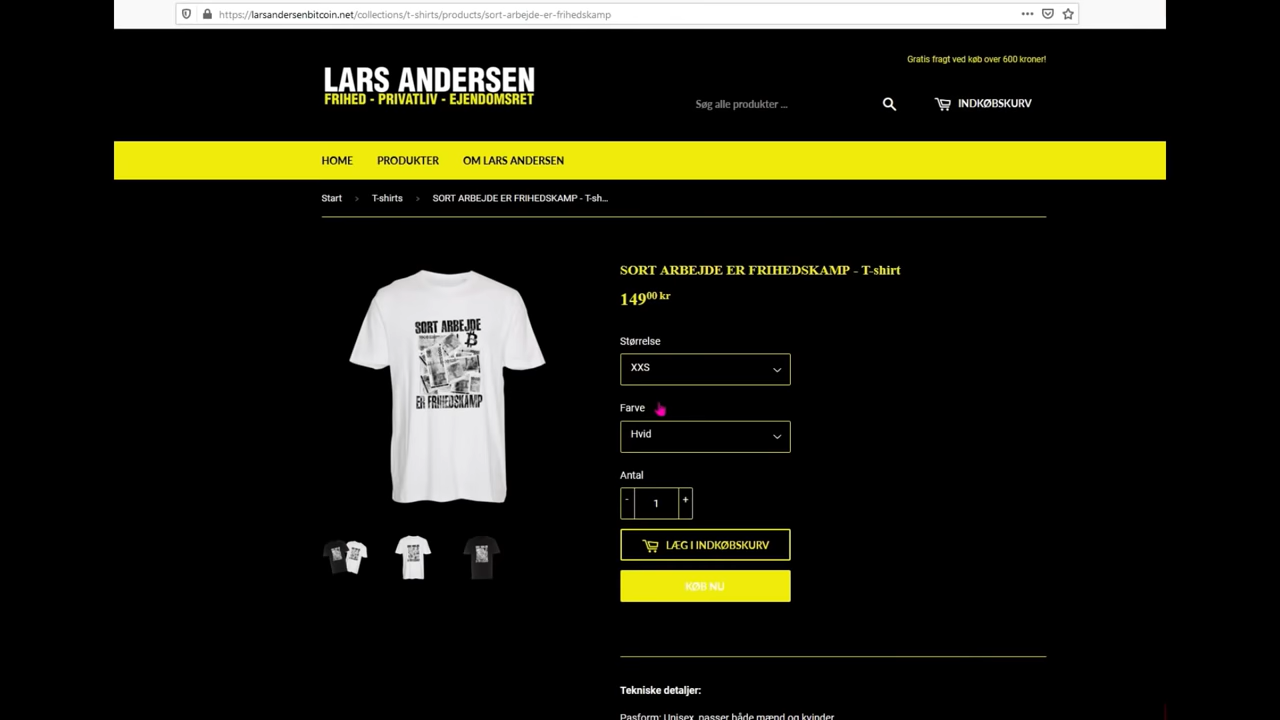 https://larsandersenbitcoin.net/collections/t-shirts/products/sort-arbejde-er-frihedskamp
Gratis fragt ved køb over 600 kroner!
LARS ANDERSEN
FRIHED - PRIVATLIV - EJENDOMSRET
Søg alle produkter ...
INDKØBSKURV
HOME PRODUKTER OM LARS ANDERSEN
Start › T-shirts › SORT ARBEJDE ER FRIHEDSKAMP - T-sh...
SORT ARBEJDE ER FRIHEDSKAMP - T-shirt
14900 kr
SORT ARBEJDE
ER FRIHEDSKAMP
Størrelse
XXS
Farve
Hvid
Antal
- 1 +
LÆG I INDKØBSKURV
KØB NU
Tekniske detaljer:
Pasform: Unisex, passer både mænd og kvinder